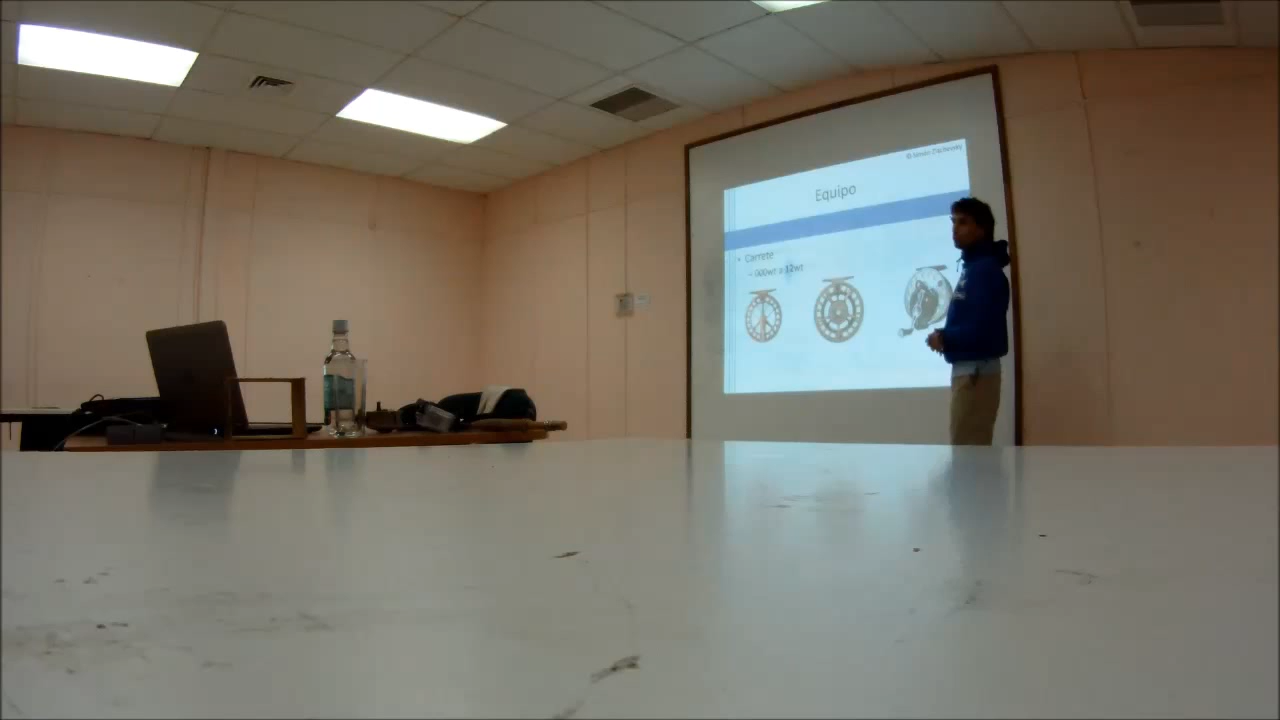 Equipo
• Carrete
– 000wt a 12wt